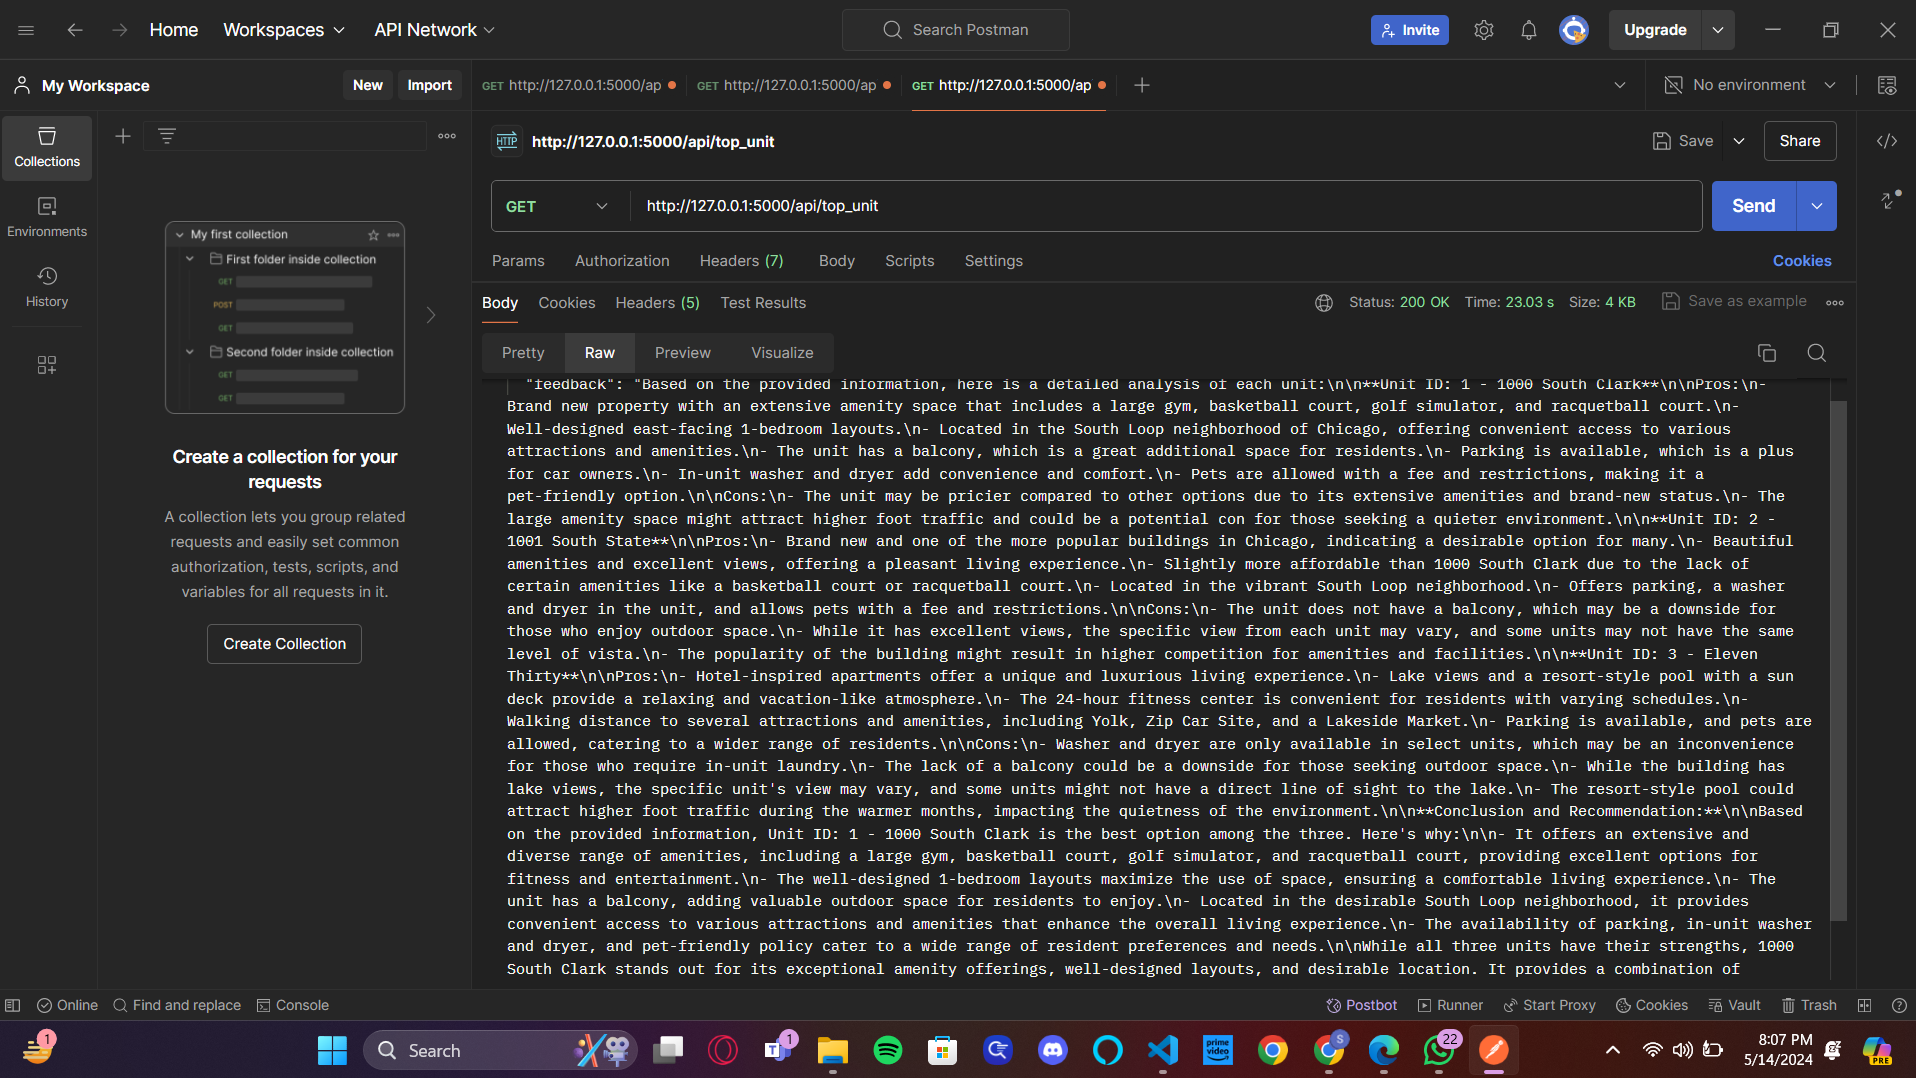 Home
Workspaces
API Network
Search Postman
Invite
Upgrade
My Workspace
New
Import
GET http://127.0.0.1:5000/ap
GET http://127.0.0.1:5000/ap
GET http://127.0.0.1:5000/ap
No environment
Collections
Environments
History
My first collection
First folder inside collection
GET
POST
GET
Second folder inside collection
GET
GET
Create a collection for your
requests
A collection lets you group related
requests and easily set common
authorization, tests, scripts, and
variables for all requests in it.
Create Collection
HTTP
http://127.0.0.1:5000/api/top_unit
Save
Share
GET
http://127.0.0.1:5000/api/top_unit
Send
Params
Authorization
Headers (7)
Body
Scripts
Settings
Cookies
Body
Cookies
Headers (5)
Test Results
Status: 200 OK
Time: 23.03 s
Size: 4 KB
Save as example
Pretty
Raw
Preview
Visualize
"feedback": "Based on the provided information, here is a detailed analysis of each unit:\n\n**Unit ID: 1 - 1000 South Clark**\n\nPros:\n-
Brand new property with an extensive amenity space that includes a large gym, basketball court, golf simulator, and racquetball court.\n-
Well-designed east-facing 1-bedroom layouts.\n- Located in the South Loop neighborhood of Chicago, offering convenient access to various
attractions and amenities.\n- The unit has a balcony, which is a great additional space for residents.\n- Parking is available, which is a plus
for car owners.\n- In-unit washer and dryer add convenience and comfort.\n- Pets are allowed with a fee and restrictions, making it a
pet-friendly option.\n\nCons:\n- The unit may be pricier compared to other options due to its extensive amenities and brand-new status.\n- The
large amenity space might attract higher foot traffic and could be a potential con for those seeking a quieter environment.\n\n**Unit ID: 2 -
1001 South State**\n\nPros:\n- Brand new and one of the more popular buildings in Chicago, indicating a desirable option for many.\n- Beautiful
amenities and excellent views, offering a pleasant living experience.\n- Slightly more affordable than 1000 South Clark due to the lack of
certain amenities like a basketball court or racquetball court.\n- Located in the vibrant South Loop neighborhood.\n- Offers parking, a washer
and dryer in the unit, and allows pets with a fee and restrictions.\n\nCons:\n- The unit does not have a balcony, which may be a downside for
those who enjoy outdoor space.\n- While it has excellent views, the specific view from each unit may vary, and some units may not have the same
level of vista.\n- The popularity of the building might result in higher competition for amenities and facilities.\n\n**Unit ID: 3 - Eleven
Thirty**\n\nPros:\n- Hotel-inspired apartments offer a unique and luxurious living experience.\n- Lake views and a resort-style pool with a sun
deck provide a relaxing and vacation-like atmosphere.\n- The 24-hour fitness center is convenient for residents with varying schedules.\n-
Walking distance to several attractions and amenities, including Yolk, Zip Car Site, and a Lakeside Market.\n- Parking is available, and pets are
allowed, catering to a wider range of residents.\n\nCons:\n- Washer and dryer are only available in select units, which may be an inconvenience
for those who require in-unit laundry.\n- The lack of a balcony could be a downside for those seeking outdoor space.\n- While the building has
lake views, the specific unit's view may vary, and some units might not have a direct line of sight to the lake.\n- The resort-style pool could
attract higher foot traffic during the warmer months, impacting the quietness of the environment.\n\n**Conclusion and Recommendation:**\n\nBased
on the provided information, Unit ID: 1 - 1000 South Clark is the best option among the three. Here's why:\n\n- It offers an extensive and
diverse range of amenities, including a large gym, basketball court, golf simulator, and racquetball court, providing excellent options for
fitness and entertainment.\n- The well-designed 1-bedroom layouts maximize the use of space, ensuring a comfortable living experience.\n- The
unit has a balcony, adding valuable outdoor space for residents to enjoy.\n- Located in the desirable South Loop neighborhood, it provides
convenient access to various attractions and amenities that enhance the overall living experience.\n- The availability of parking, in-unit washer
and dryer, and pet-friendly policy cater to a wide range of resident preferences and needs.\n\nWhile all three units have their strengths, 1000
South Clark stands out for its exceptional amenity offerings, well-designed layouts, and desirable location. It provides a combination of
Online
Find and replace
Console
Postbot
Runner
Start Proxy
Cookies
Vault
Trash
1
Search
1
prime video
S
22
8:07 PM
5/14/2024
PRE